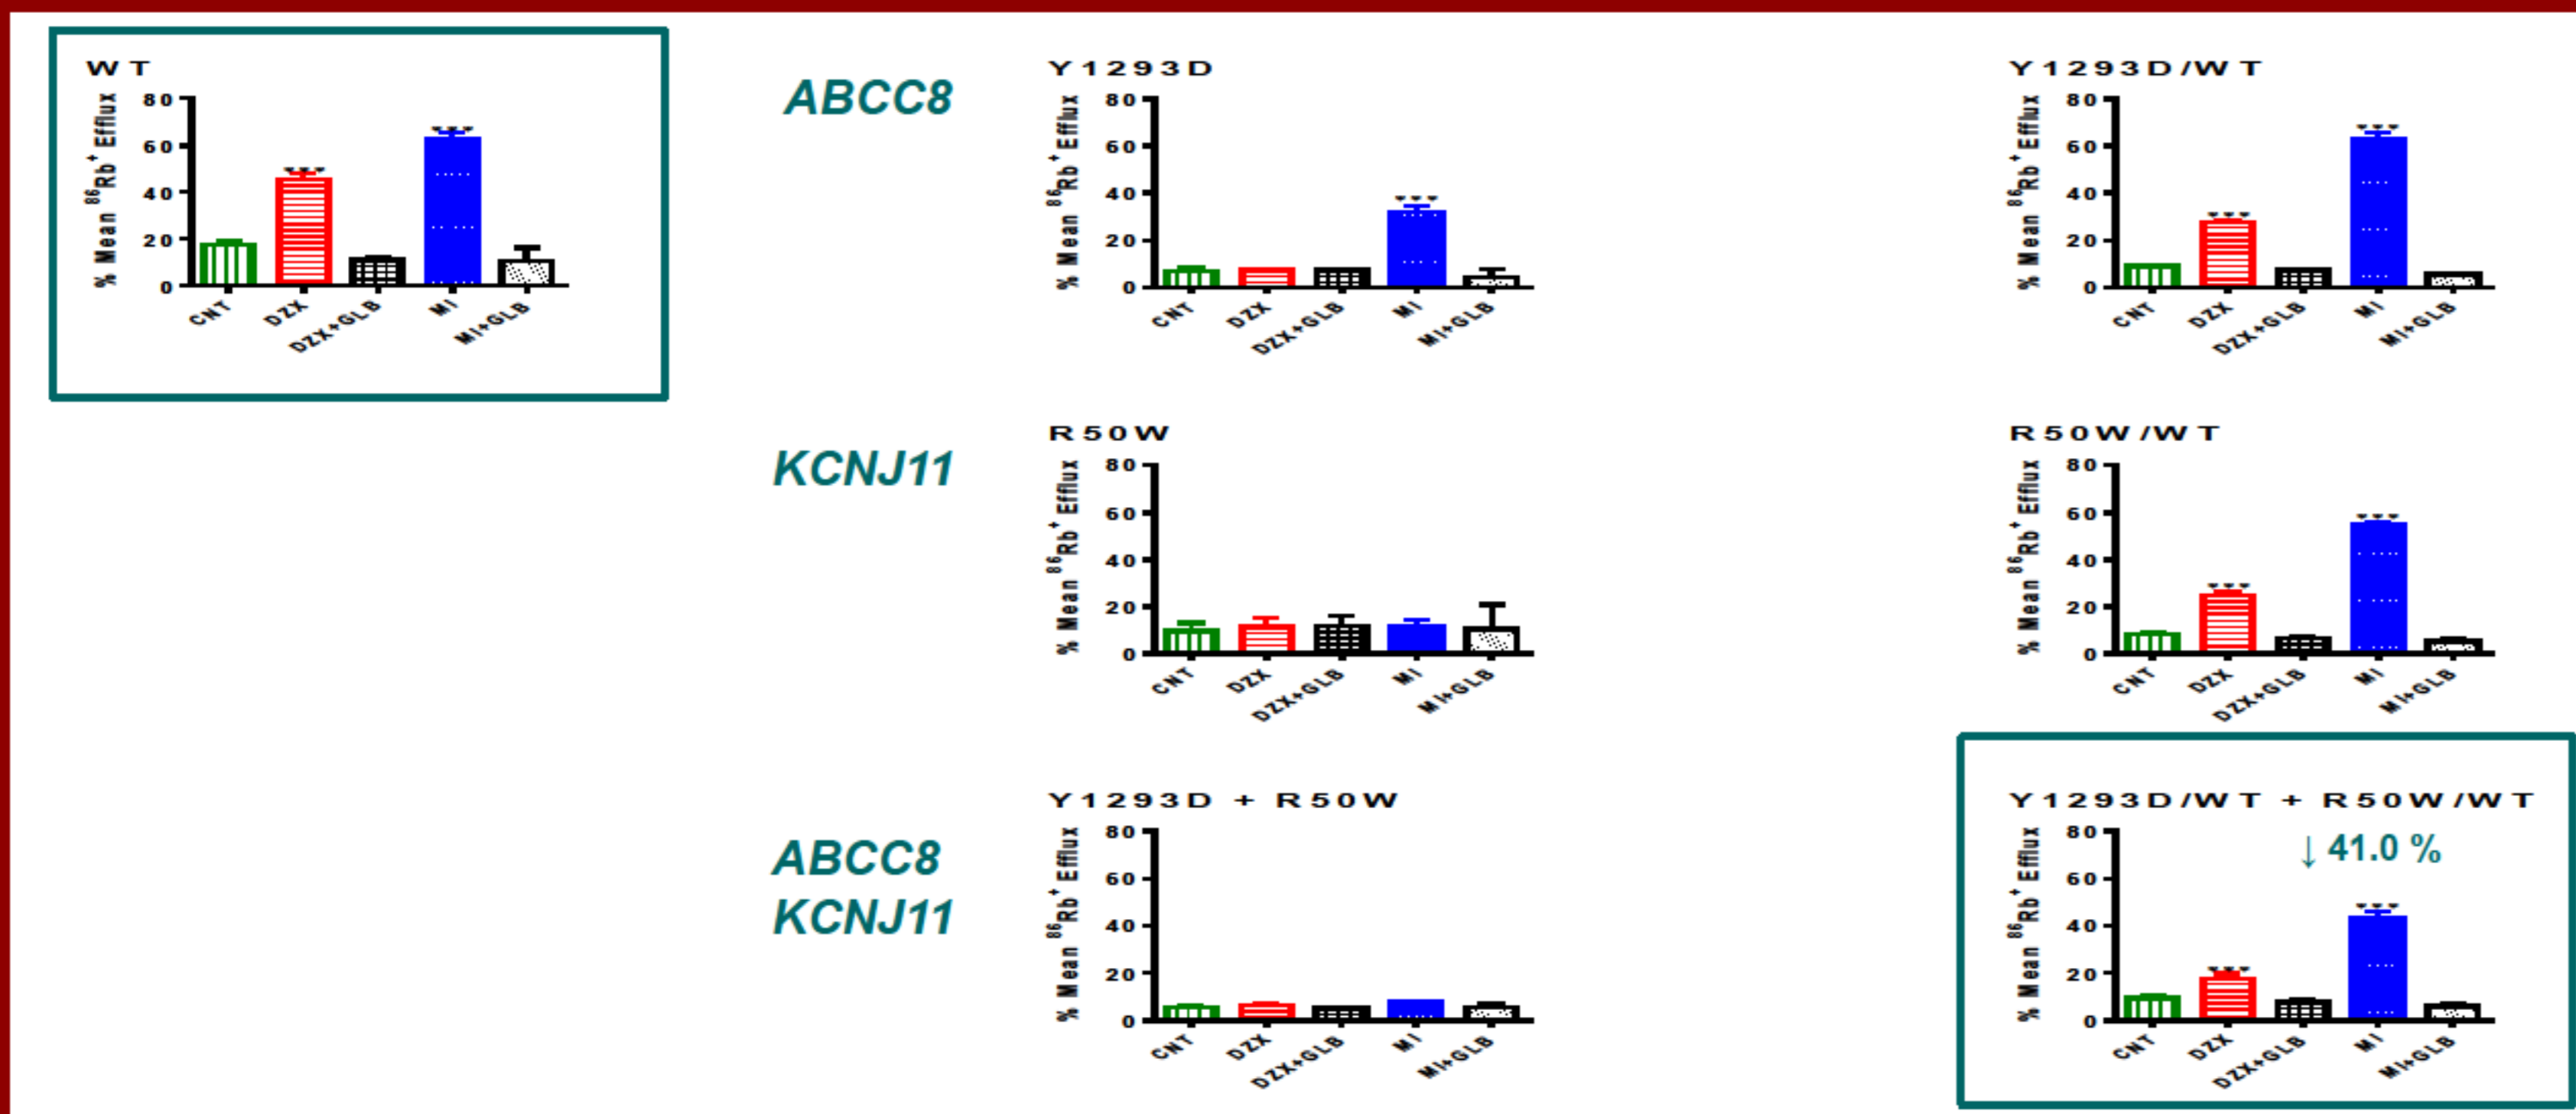 WT
% Mean ⁸⁶Rb⁺ Efflux
80
60
40
20
0
***
***
CNT
DZX
DZX+GLB
MI
MI+GLB
ABCC8
Y1293D
% Mean ⁸⁶Rb⁺ Efflux
80
60
40
20
0
***
CNT
DZX
DZX+GLB
MI
MI+GLB
Y1293D/WT
% Mean ⁸⁶Rb⁺ Efflux
80
60
40
20
0
***
***
CNT
DZX
DZX+GLB
MI
MI+GLB
KCNJ11
R50W
% Mean ⁸⁶Rb⁺ Efflux
80
60
40
20
0
CNT
DZX
DZX+GLB
MI
MI+GLB
R50W/WT
% Mean ⁸⁶Rb⁺ Efflux
80
60
40
20
0
***
***
CNT
DZX
DZX+GLB
MI
MI+GLB
ABCC8
KCNJ11
Y1293D + R50W
% Mean ⁸⁶Rb⁺ Efflux
80
60
40
20
0
CNT
DZX
DZX+GLB
MI
MI+GLB
Y1293D/WT + R50W/WT
↓ 41.0 %
% Mean ⁸⁶Rb⁺ Efflux
80
60
40
20
0
***
***
CNT
DZX
DZX+GLB
MI
MI+GLB